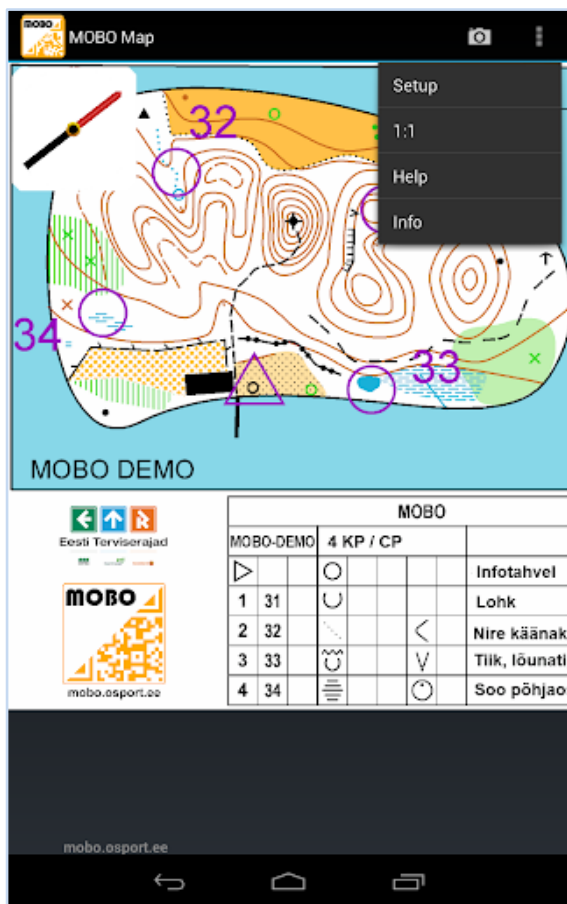 MOBO
MOBO Map
Setup
1:1
Help
Info
32
34
33
MOBO DEMO
Eesti Terviserajad
MOBO
mobo.osport.ee
MOBO
MOBO-DEMO 4 KP / CP
Infotahvel
1 31 Lohk
2 32 Nire käänak
3 33 Tiik, lõunati
4 34 Soo põhjao
mobo.osport.ee